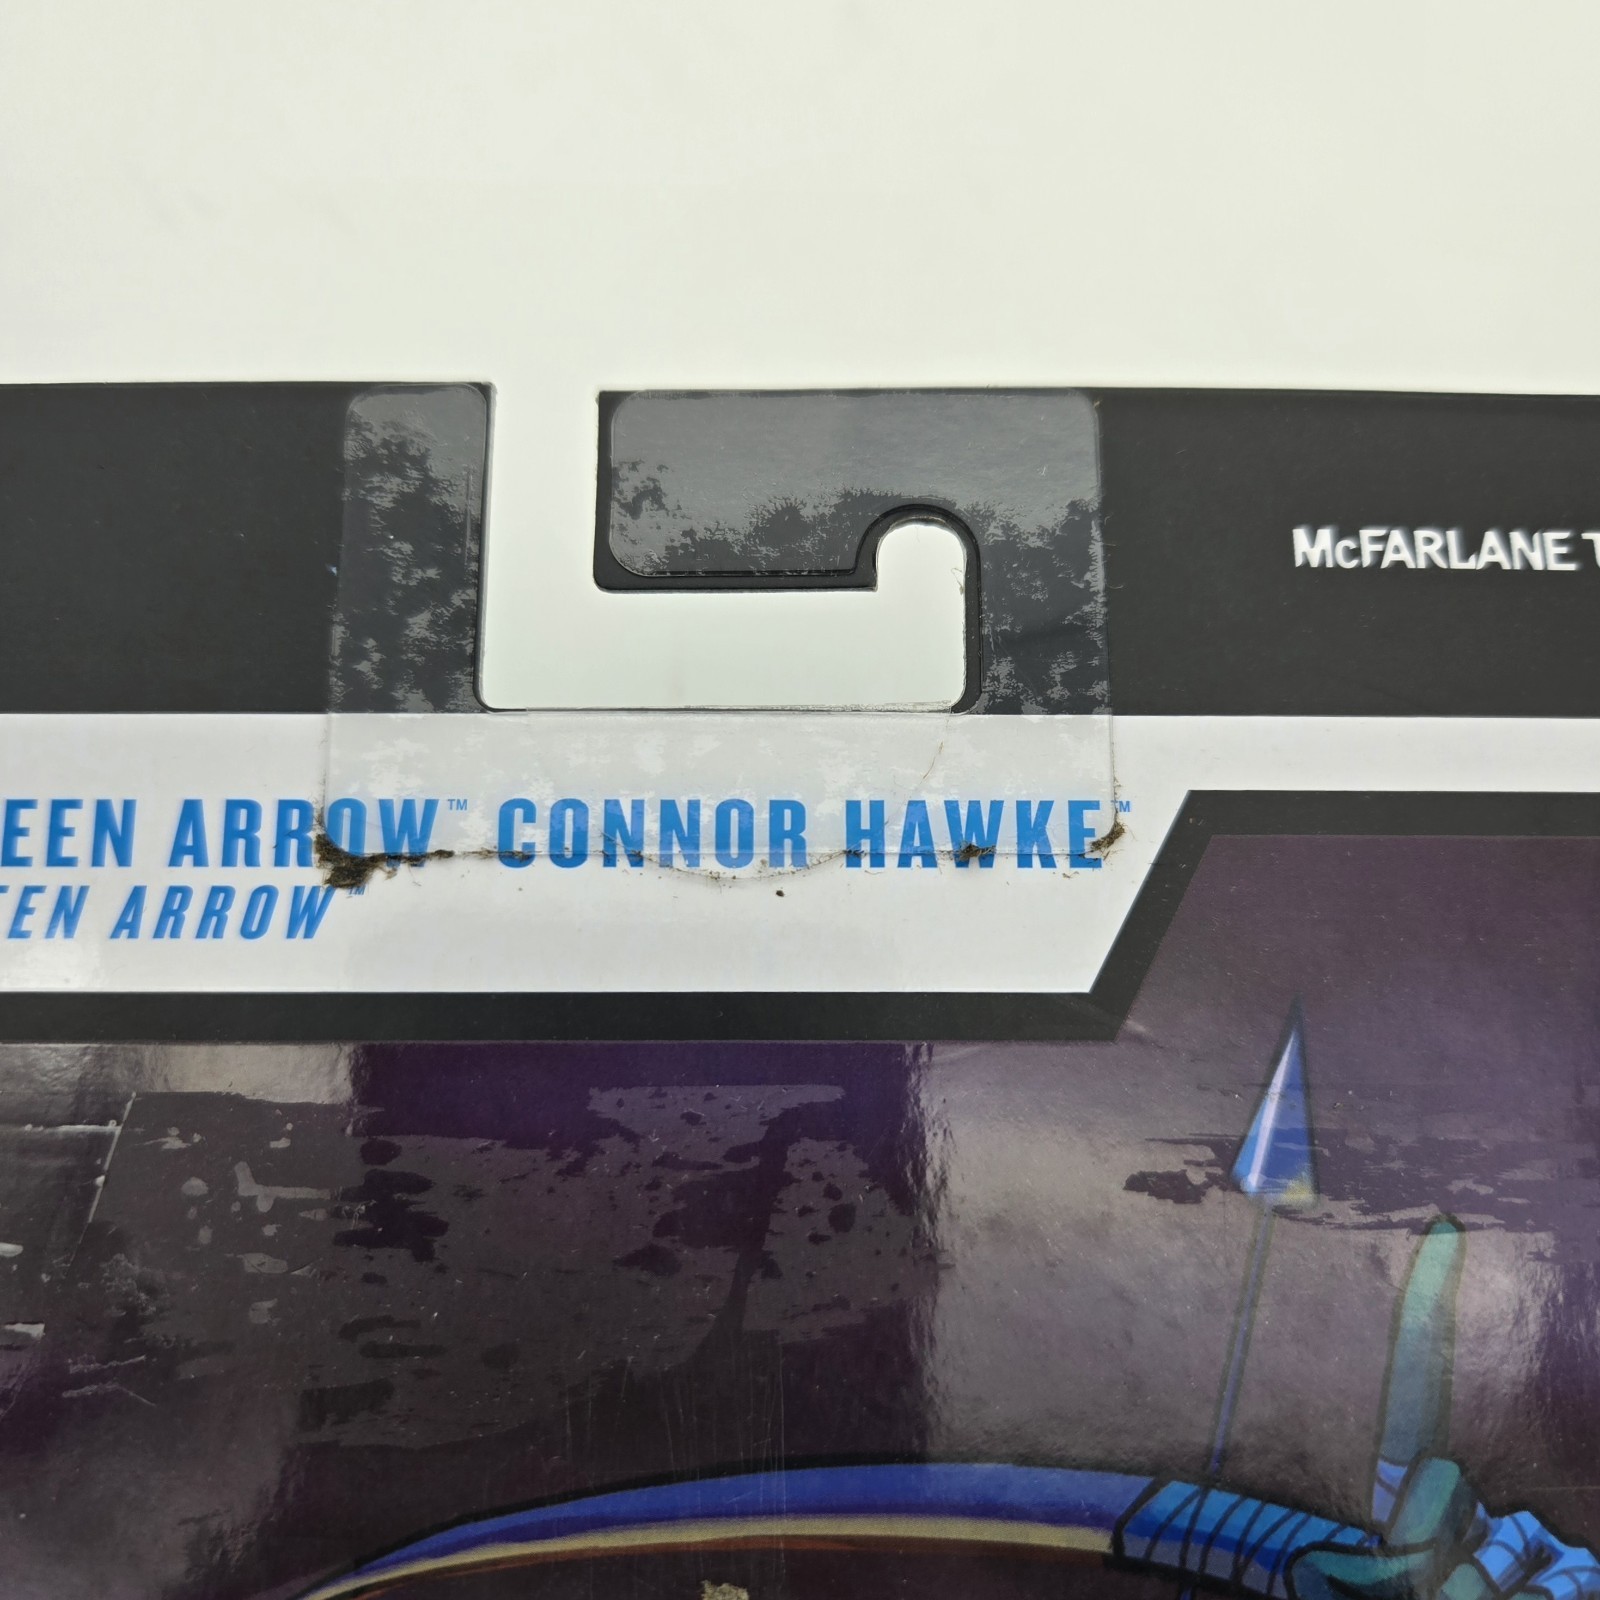 McFARLANE T
EEN ARROW™ CONNOR HAWKE™
EEN ARROW™